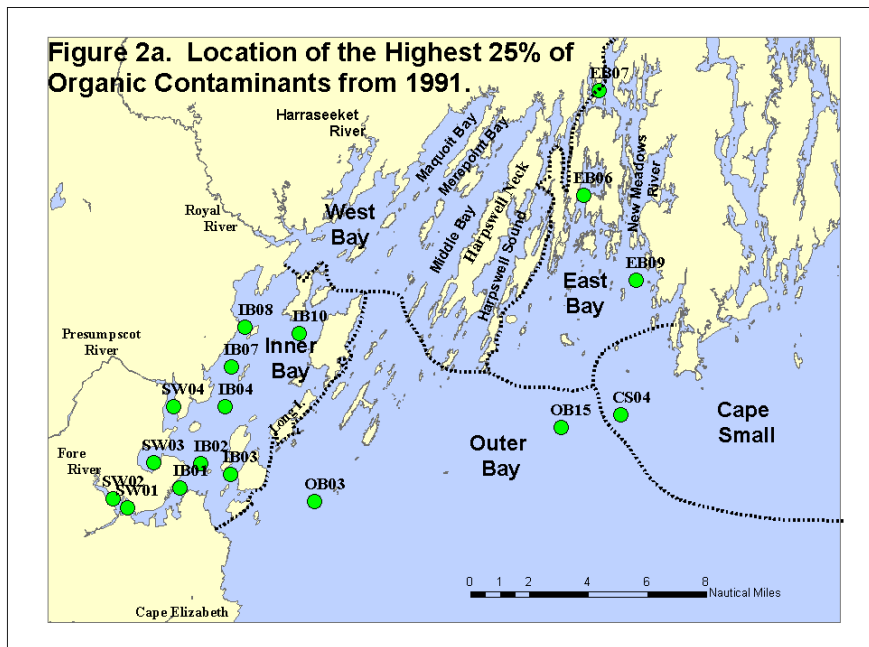 Figure 2a. Location of the Highest 25% of
Organic Contaminants from 1991.
EB07
Harraseeket
River
Maquoit Bay
Merepoint Bay
EB06
New Meadows
River
Harpswell Neck
West
Bay
Royal
River
Middle Bay
Harpswell Sound
East
Bay
EB09
IB08
IB10
Presumpscot
River
IB07
Inner
Bay
SW04
IB04
Long I.
OB15
CS04
Cape
Small
Outer
Bay
SW03
IB02
IB03
Fore
River
SW02
SW01
IB01
OB03
0 1 2 4 6 8
Nautical Miles
Cape Elizabeth